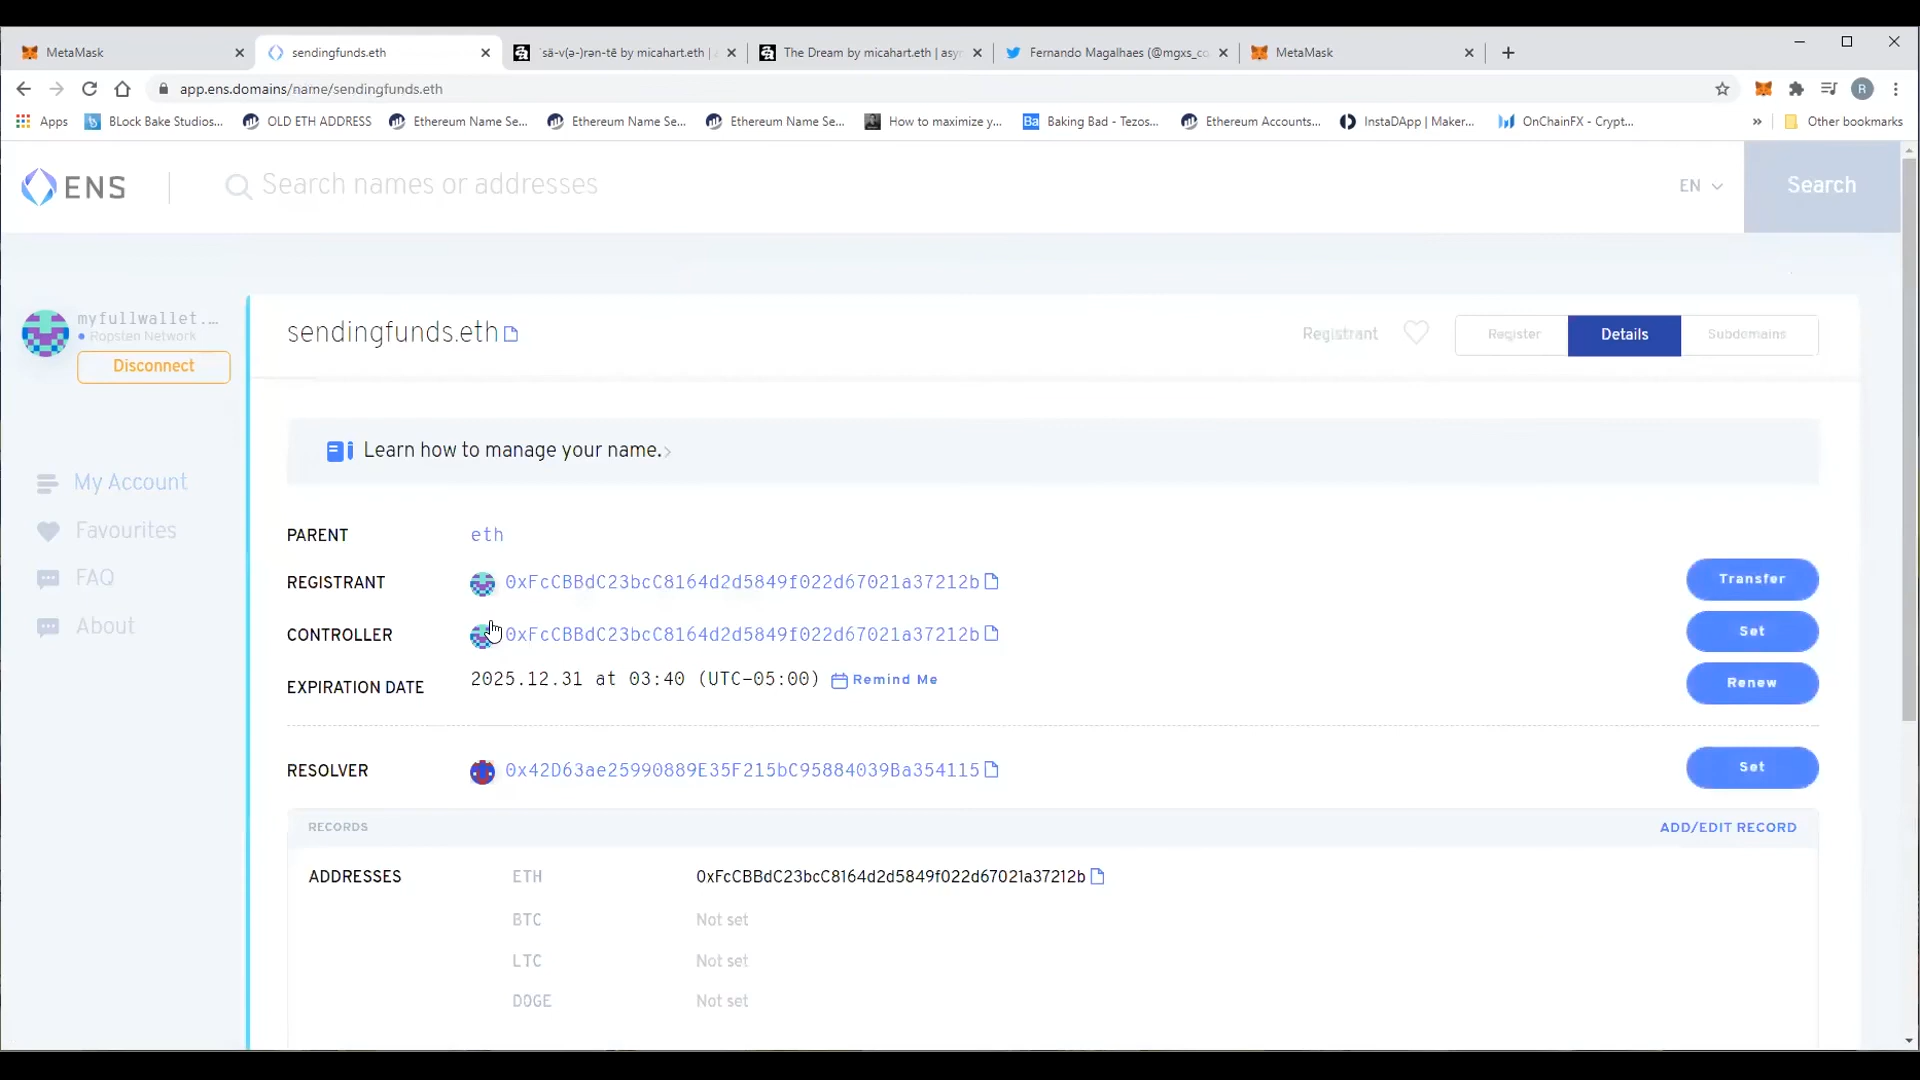 MetaMask
sendingfunds.eth
ˈsä-v(ə-)rən-tē by micahart.eth |
The Dream by micahart.eth | asyn
Fernando Magalhaes (@mgxs_co
MetaMask
app.ens.domains/name/sendingfunds.eth
R
Apps
BLock Bake Studios...
OLD ETH ADDRESS
Ethereum Name Se...
Ethereum Name Se...
Ethereum Name Se...
How to maximize y...
Ba
Baking Bad - Tezos...
Ethereum Accounts...
InstaDApp | Maker...
OnChainFX - Crypt...
»
Other bookmarks
ENS
Search names or addresses
EN
Search
myfullwallet....
Ropsten Network
Disconnect
My Account
Favourites
FAQ
About
sendingfunds.eth
Registrant
Register
Details
Subdomains
Learn how to manage your name.
PARENT
eth
REGISTRANT
0xFcCBBdC23bcC8164d2d5849f022d67021a37212b
Transfer
CONTROLLER
0xFcCBBdC23bcC8164d2d5849f022d67021a37212b
Set
EXPIRATION DATE
2025.12.31 at 03:40 (UTC-05:00)
Remind Me
Renew
RESOLVER
0x42D63ae25990889E35F215bC95884039Ba354115
Set
RECORDS
ADD/EDIT RECORD
ADDRESSES
ETH
0xFcCBBdC23bcC8164d2d5849f022d67021a37212b
BTC
Not set
LTC
Not set
DOGE
Not set